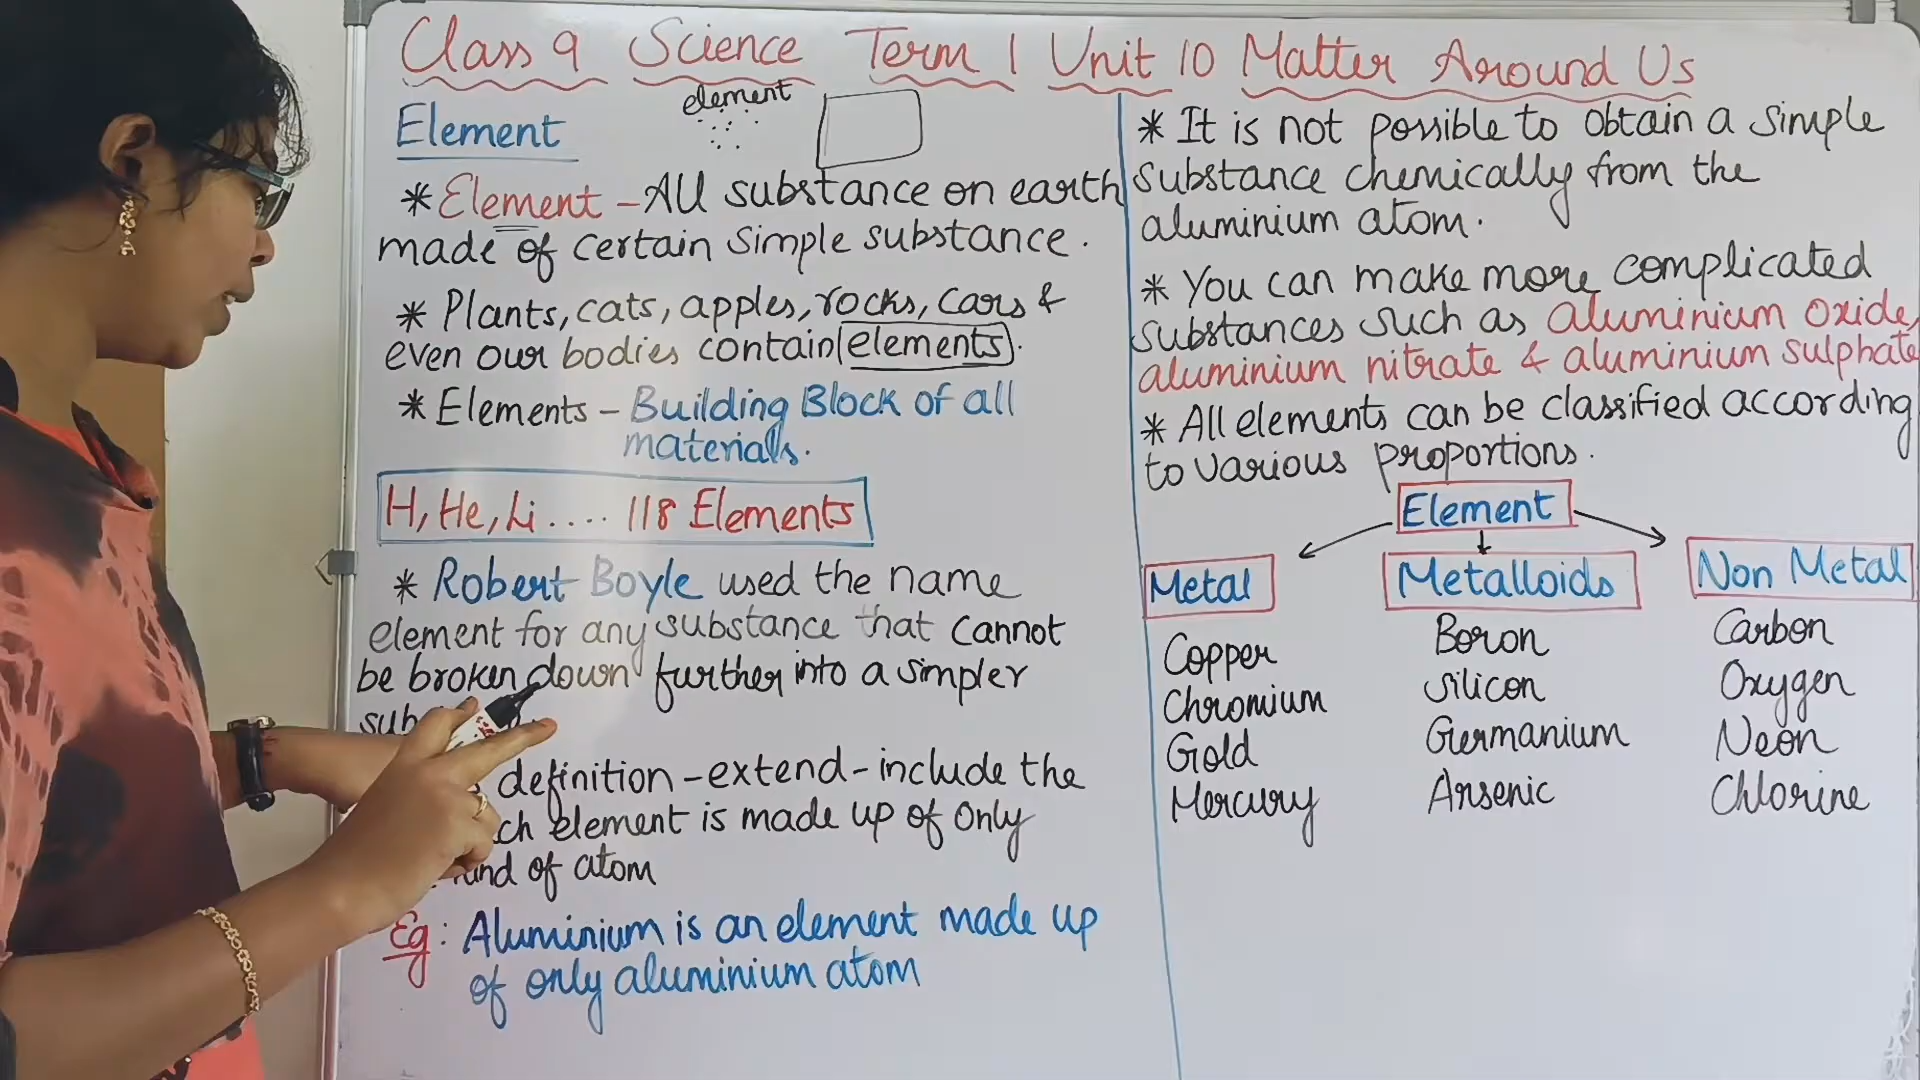 Class 9 Science Term 1 Unit 10 Matter Around Us
element
Element
* Element - All substance on earth
made of certain simple substance.
* Plants, cats, apples, rocks, cars &
even our bodies contain elements.
* Elements - Building Block of all
materials.
H, He, Li .... 118 Elements
* Robert Boyle used the name
element for any substance that cannot
be broken down further into a simpler
definition - extend - include the
element is made up of only
of atom
Eg: Aluminium is an element made up
of only aluminium atom
* It is not possible to obtain a simple
substance chemically from the
aluminium atom.
* You can make more complicated
substances such as aluminium oxide,
aluminium nitrate & aluminium sulphate
* All elements can be classified according
to various proportions.
Element
Metal Metalloids Non Metal
Copper Boron Carbon
Chromium Silicon Oxygen
Gold Germanium Neon
Mercury Arsenic Chlorine